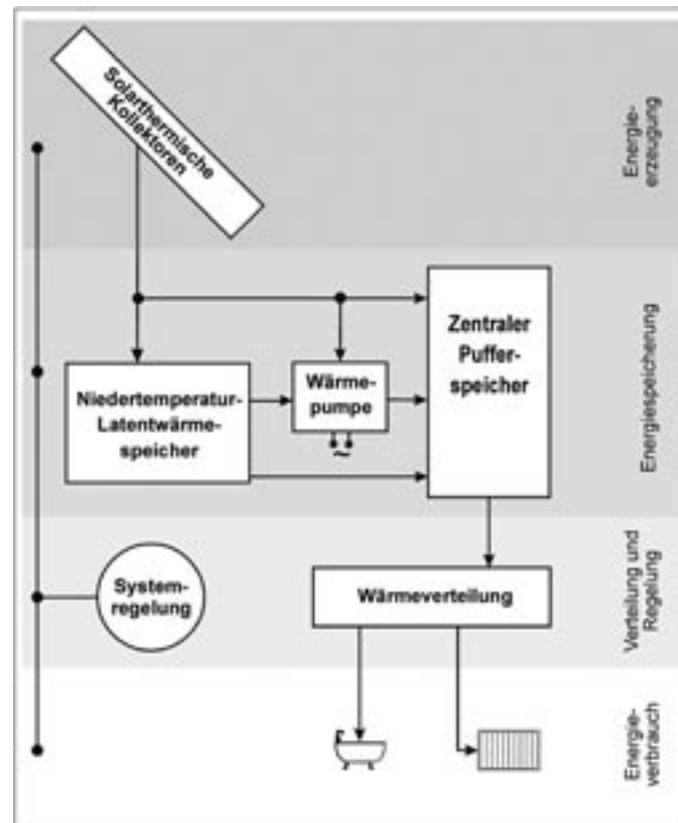 Solarthermische
Kollektoren
Energie-
erzeugung
Zentraler
Puffer-
speicher
Wärme-
pumpe
~
Niedertemperatur-
Latentwärme-
speicher
Energiespeicherung
System-
regelung
Wärmeverteilung
Verteilung und
Regelung
Energie-
verbrauch